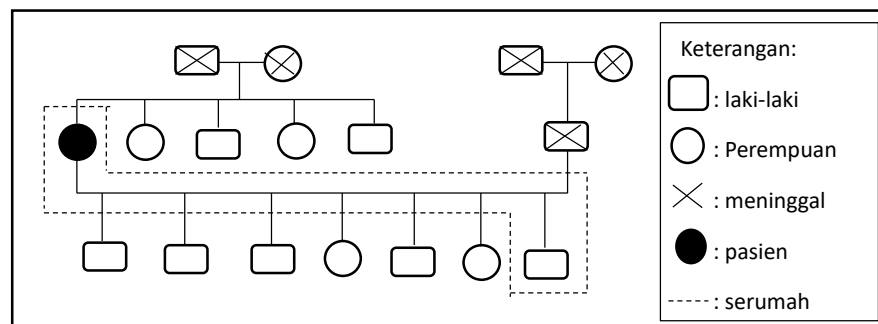 Keterangan:
: laki-laki
: Perempuan
: meninggal
: pasien
: serumah